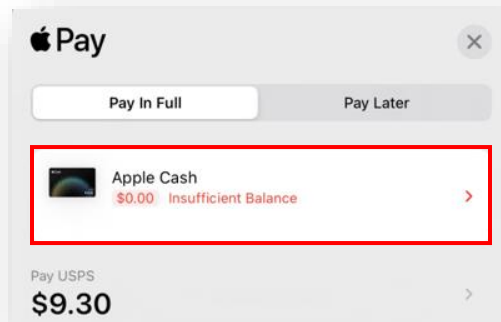 Pay
Pay In Full
Pay Later
Apple Cash
$0.00 Insufficient Balance
Pay USPS
$9.30